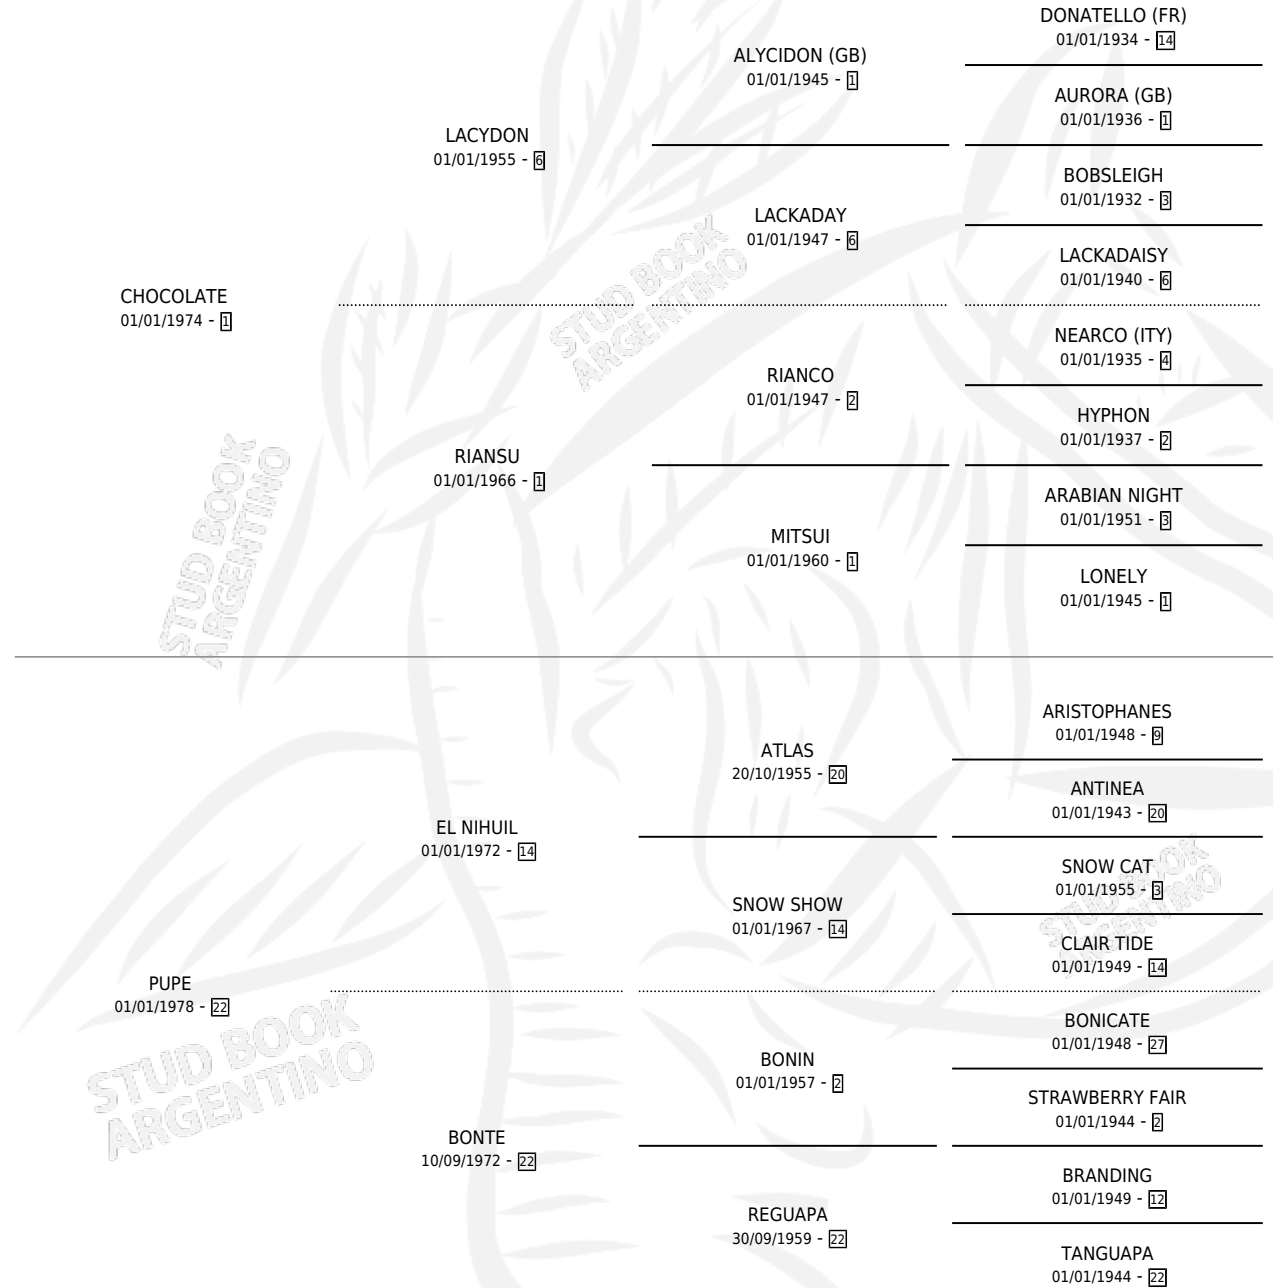 DONATELLO (FR)
01/01/1934 - 14
ALYCIDON (GB)
01/01/1945 - 1
AURORA (GB)
01/01/1936 - 1
LACYDON
01/01/1955 - 6
BOBSLEIGH
01/01/1932 - 3
LACKADAY
01/01/1947 - 6
LACKADAISY
01/01/1940 - 6
CHOCOLATE
01/01/1974 - 1
NEARCO (ITY)
01/01/1935 - 4
RIANCO
01/01/1947 - 2
HYPHON
01/01/1937 - 2
RIANSU
01/01/1966 - 1
ARABIAN NIGHT
01/01/1951 - 3
MITSUI
01/01/1960 - 1
LONELY
01/01/1945 - 1
ARISTOPHANES
01/01/1948 - 9
ATLAS
20/10/1955 - 20
ANTINEA
01/01/1943 - 20
EL NIHUIL
01/01/1972 - 14
SNOW CAT
01/01/1955 - 3
SNOW SHOW
01/01/1967 - 14
CLAIR TIDE
01/01/1949 - 14
PUPE
01/01/1978 - 22
BONICATE
01/01/1948 - 27
BONIN
01/01/1957 - 2
STRAWBERRY FAIR
01/01/1944 - 2
BONTE
10/09/1972 - 22
BRANDING
01/01/1949 - 12
REGUAPA
30/09/1959 - 22
TANGUAPA
01/01/1944 - 22
STUD BOOK
ARGENTINO
STUD BOOK
ARGENTINO
STUD BOOK
ARGENTINO
STUD BOOK
ARGENTINO